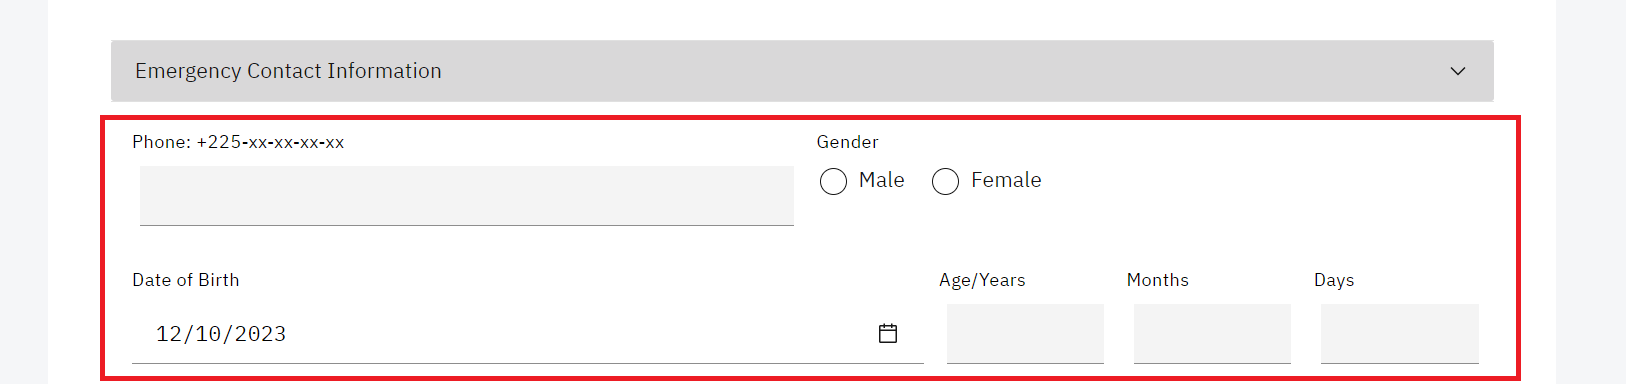 Emergency Contact Information
Phone: +225-xx-xx-xx-xx
Gender
Male Female
Date of Birth Age/Years Months Days
12/10/2023